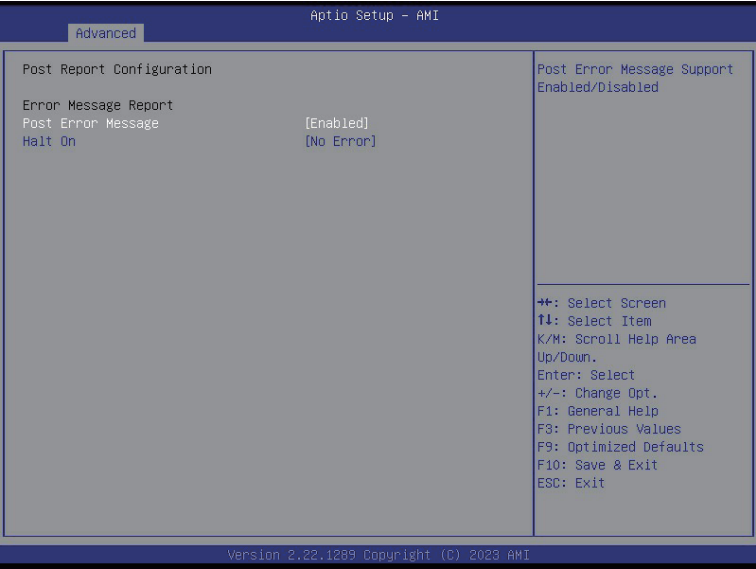 Aptio Setup – AMI
Advanced
Post Report Configuration
Error Message Report
Post Error Message [Enabled]
Halt On [No Error]
Post Error Message Support
Enabled/Disabled
→←: Select Screen
↑↓: Select Item
K/M: Scroll Help Area
Up/Down.
Enter: Select
+/-: Change Opt.
F1: General Help
F3: Previous Values
F9: Optimized Defaults
F10: Save & Exit
ESC: Exit
Version 2.22.1289 Copyright (C) 2023 AMI